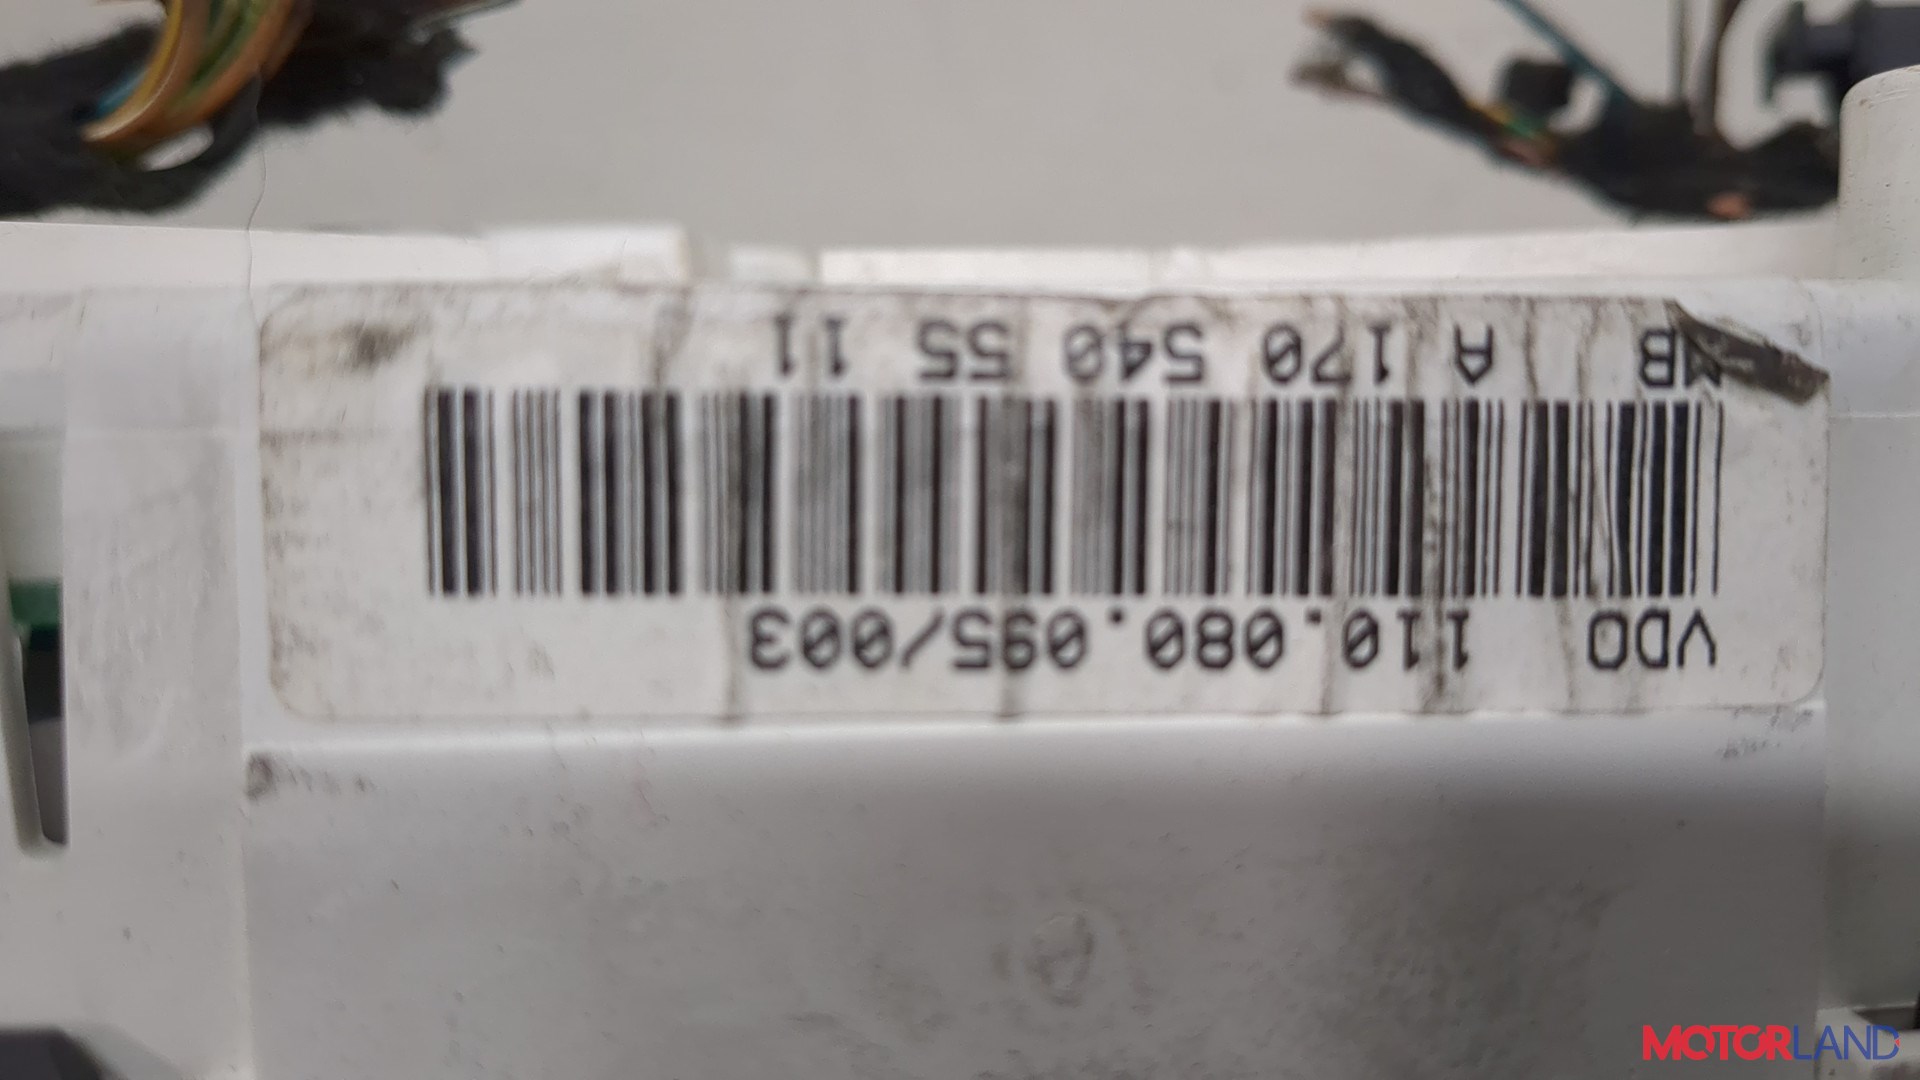 MB A 170 540 55 11
VDO 110.080.095/003
MOTORLAND